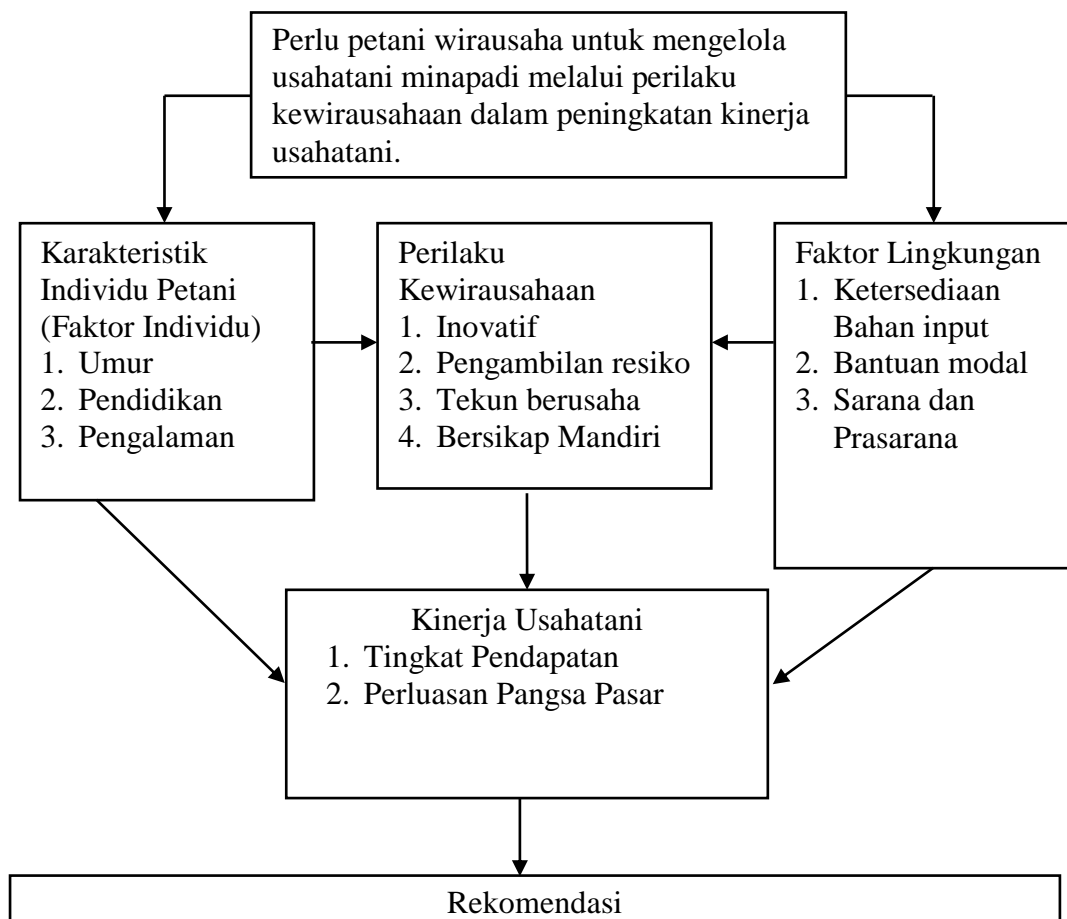 Perlu petani wirausaha untuk mengelola
usahatani minapadi melalui perilaku
kewirausahaan dalam peningkatan kinerja
usahatani.
Karakteristik
Individu Petani
(Faktor Individu)
1. Umur
2. Pendidikan
3. Pengalaman
Perilaku
Kewirausahaan
1. Inovatif
2. Pengambilan resiko
3. Tekun berusaha
4. Bersikap Mandiri
Faktor Lingkungan
1. Ketersediaan
Bahan input
2. Bantuan modal
3. Sarana dan
Prasarana
Kinerja Usahatani
1. Tingkat Pendapatan
2. Perluasan Pangsa Pasar
Rekomendasi